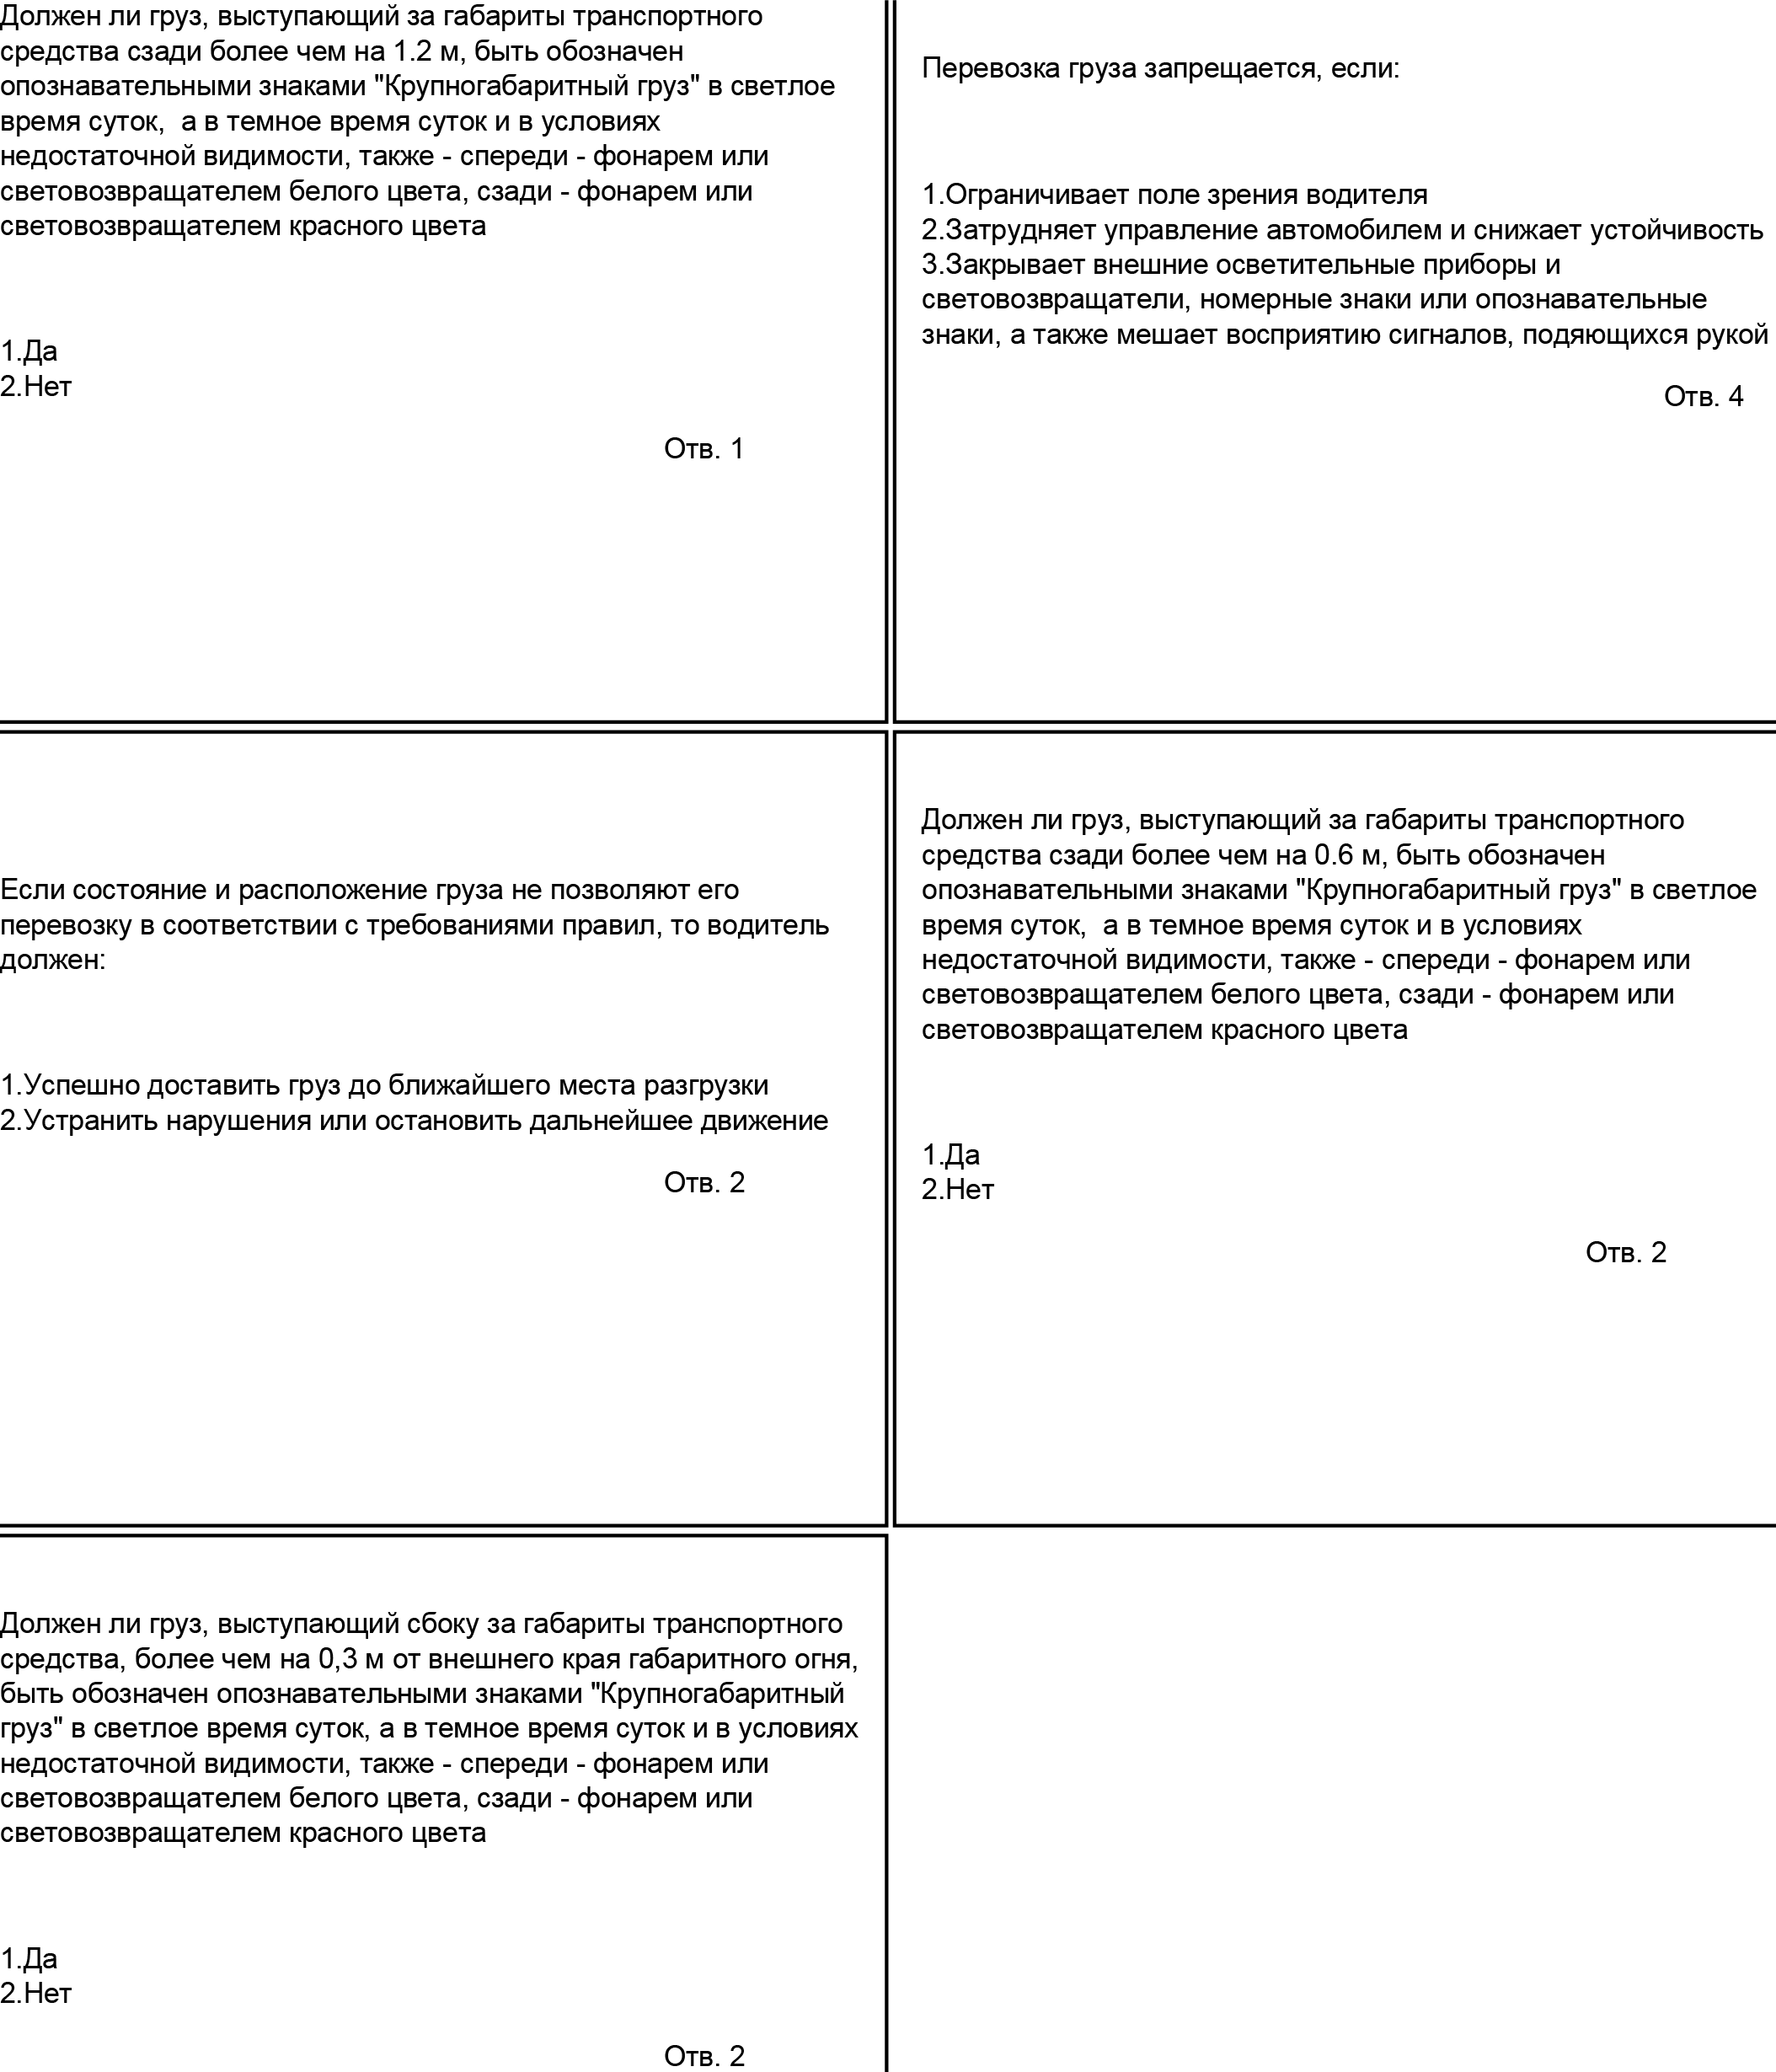 Должен ли груз, выступающий за габариты транспортного
средства сзади более чем на 1.2 м, быть обозначен
опознавательными знаками "Крупногабаритный груз" в светлое
время суток,  а в темное время суток и в условиях
недостаточной видимости, также - спереди - фонарем или
световозвращателем белого цвета, сзади - фонарем или
световозвращателем красного цвета
1.Да
2.Нет
Отв. 1
Перевозка груза запрещается, если:
1.Ограничивает поле зрения водителя
2.Затрудняет управление автомобилем и снижает устойчивость
3.Закрывает внешние осветительные приборы и
световозвращатели, номерные знаки или опознавательные
знаки, а также мешает восприятию сигналов, подяющихся рукой
Отв. 4
Если состояние и расположение груза не позволяют его
перевозку в соответствии с требованиями правил, то водитель
должен:
1.Успешно доставить груз до ближайшего места разгрузки
2.Устранить нарушения или остановить дальнейшее движение
Отв. 2
Должен ли груз, выступающий за габариты транспортного
средства сзади более чем на 0.6 м, быть обозначен
опознавательными знаками "Крупногабаритный груз" в светлое
время суток,  а в темное время суток и в условиях
недостаточной видимости, также - спереди - фонарем или
световозвращателем белого цвета, сзади - фонарем или
световозвращателем красного цвета
1.Да
2.Нет
Отв. 2
Должен ли груз, выступающий сбоку за габариты транспортного
средства, более чем на 0,3 м от внешнего края габаритного огня,
быть обозначен опознавательными знаками "Крупногабаритный
груз" в светлое время суток, а в темное время суток и в условиях
недостаточной видимости, также - спереди - фонарем или
световозвращателем белого цвета, сзади - фонарем или
световозвращателем красного цвета
1.Да
2.Нет
Отв. 2